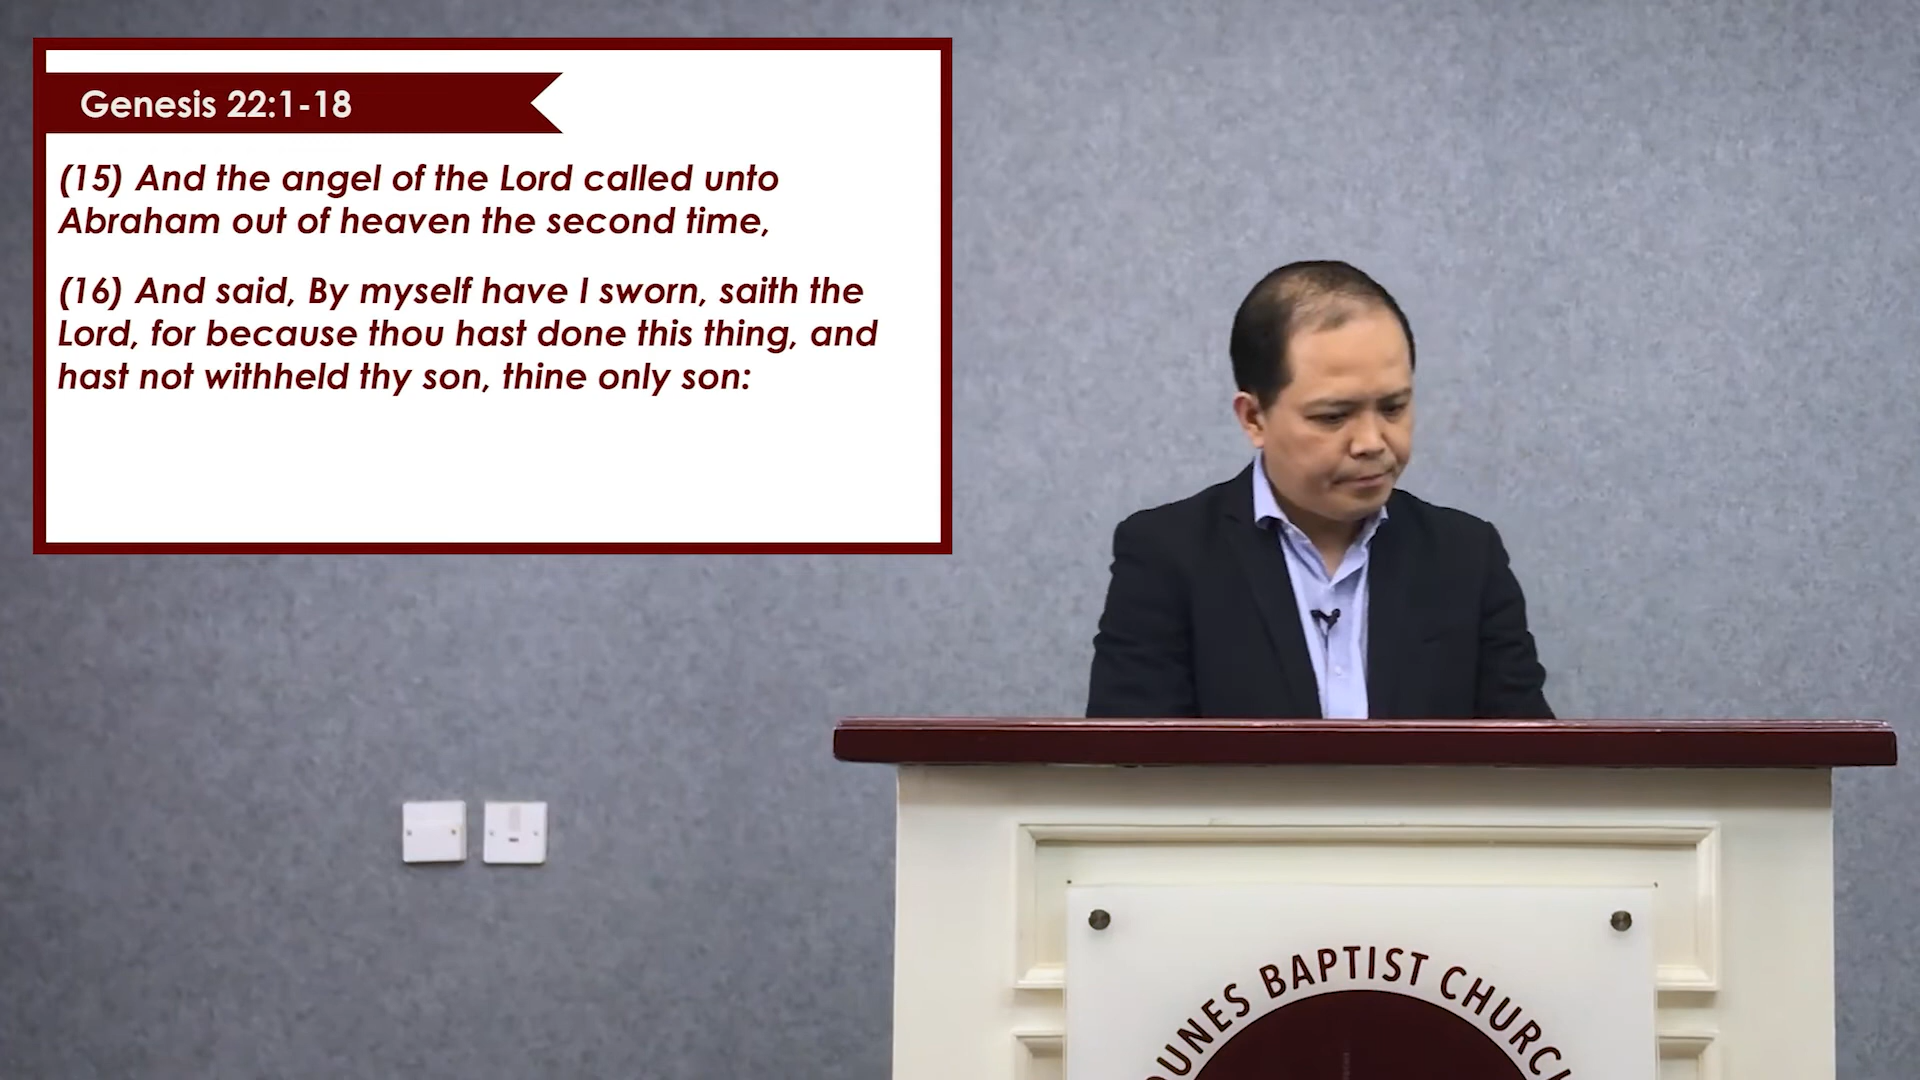 Genesis 22:1-18
(15) And the angel of the Lord called unto
Abraham out of heaven the second time,
(16) And said, By myself have I sworn, saith the
Lord, for because thou hast done this thing, and
hast not withheld thy son, thine only son:
DUNES BAPTIST CHURCH